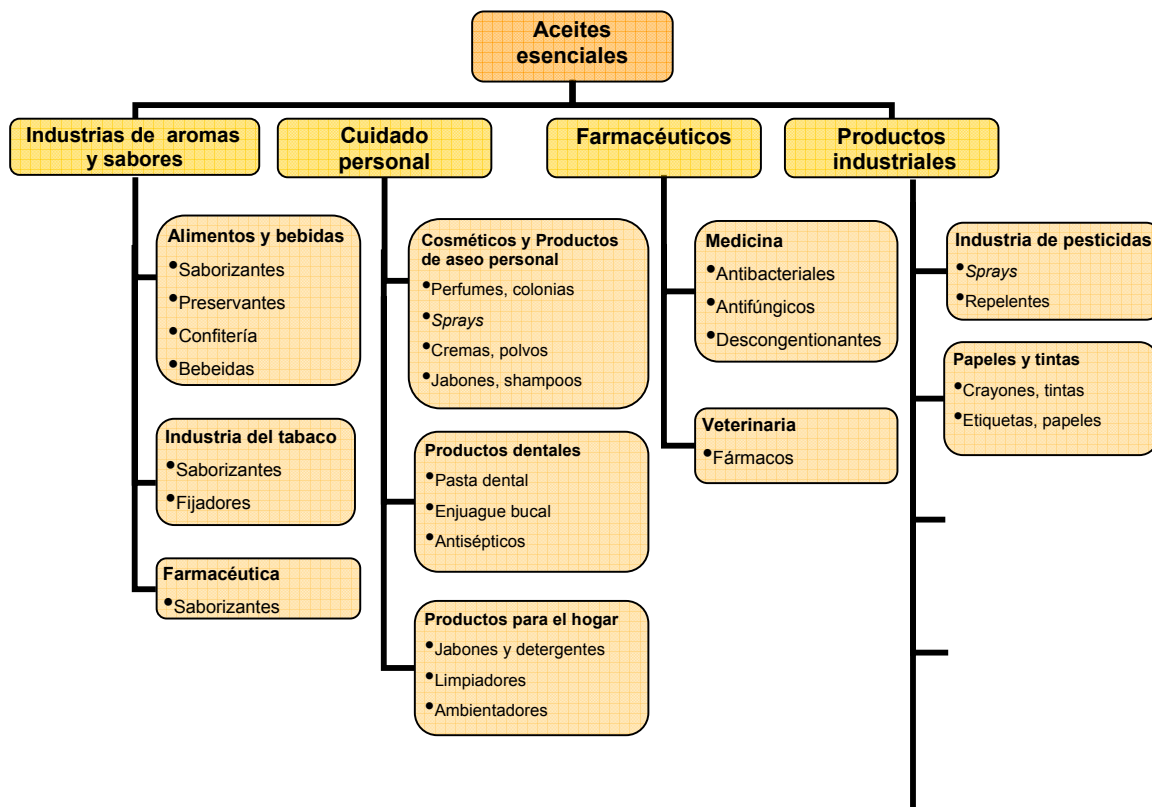 Aceites
esenciales
Industrias de aromas
y sabores
Alimentos y bebidas
•Saborizantes
•Preservantes
•Confitería
•Bebeidas
Industria del tabaco
•Saborizantes
•Fijadores
Farmacéutica
•Saborizantes
Cuidado
personal
Cosméticos y Productos
de aseo personal
•Perfumes, colonias
•Sprays
•Cremas, polvos
•Jabones, shampoos
Productos dentales
•Pasta dental
•Enjuague bucal
•Antisépticos
Productos para el hogar
•Jabones y detergentes
•Limpiadores
•Ambientadores
Farmacéuticos
Medicina
•Antibacteriales
•Antifúngicos
•Descongentionantes
Veterinaria
•Fármacos
Productos
industriales
Industria de pesticidas
•Sprays
•Repelentes
Papeles y tintas
•Crayones, tintas
•Etiquetas, papeles